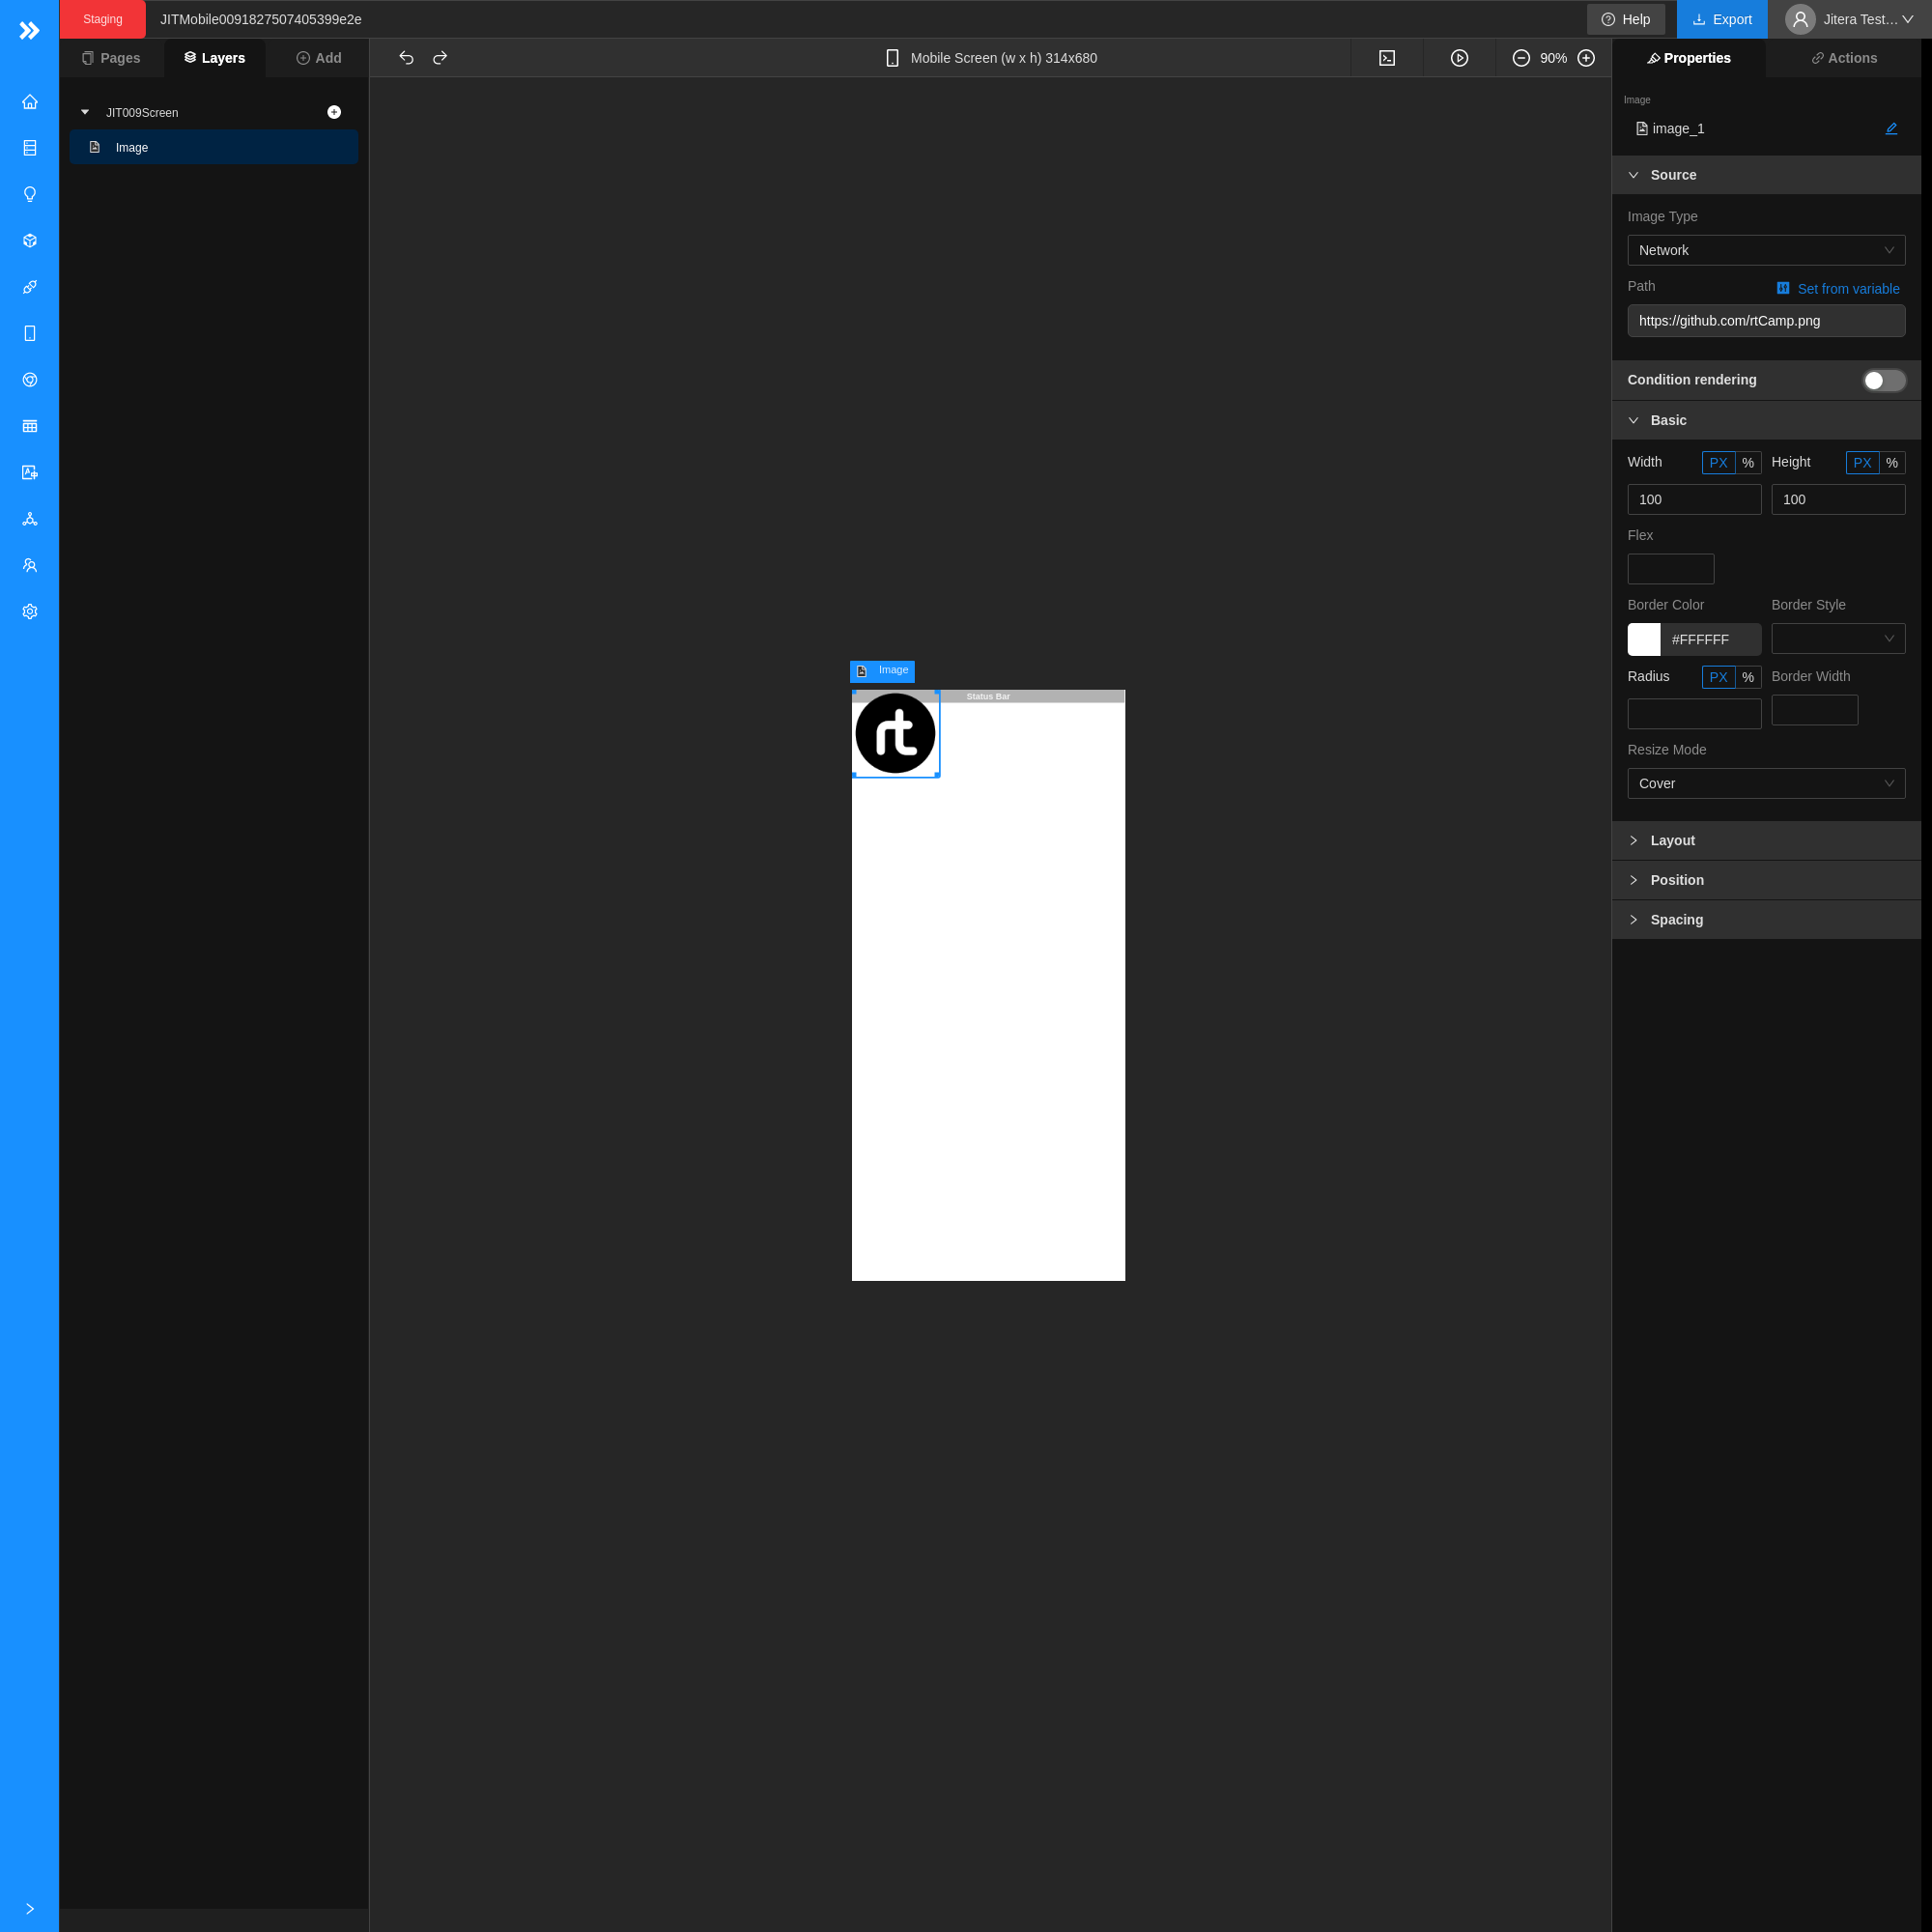 Staging
JITMobile0091827507405399e2e
Help
Export
Jitera Test...
Pages
Layers
Add
Mobile Screen (w x h) 314x680
90%
Properties
Actions
JIT009Screen
Image
Image
image_1
Source
Image Type
Network
Path
Set from variable
https://github.com/rtCamp.png
Condition rendering
Basic
Width
PX %
Height
PX %
100
100
Flex
Border Color
Border Style
#FFFFFF
Radius
PX %
Border Width
Resize Mode
Cover
Layout
Position
Spacing
Image
Status Bar
rt